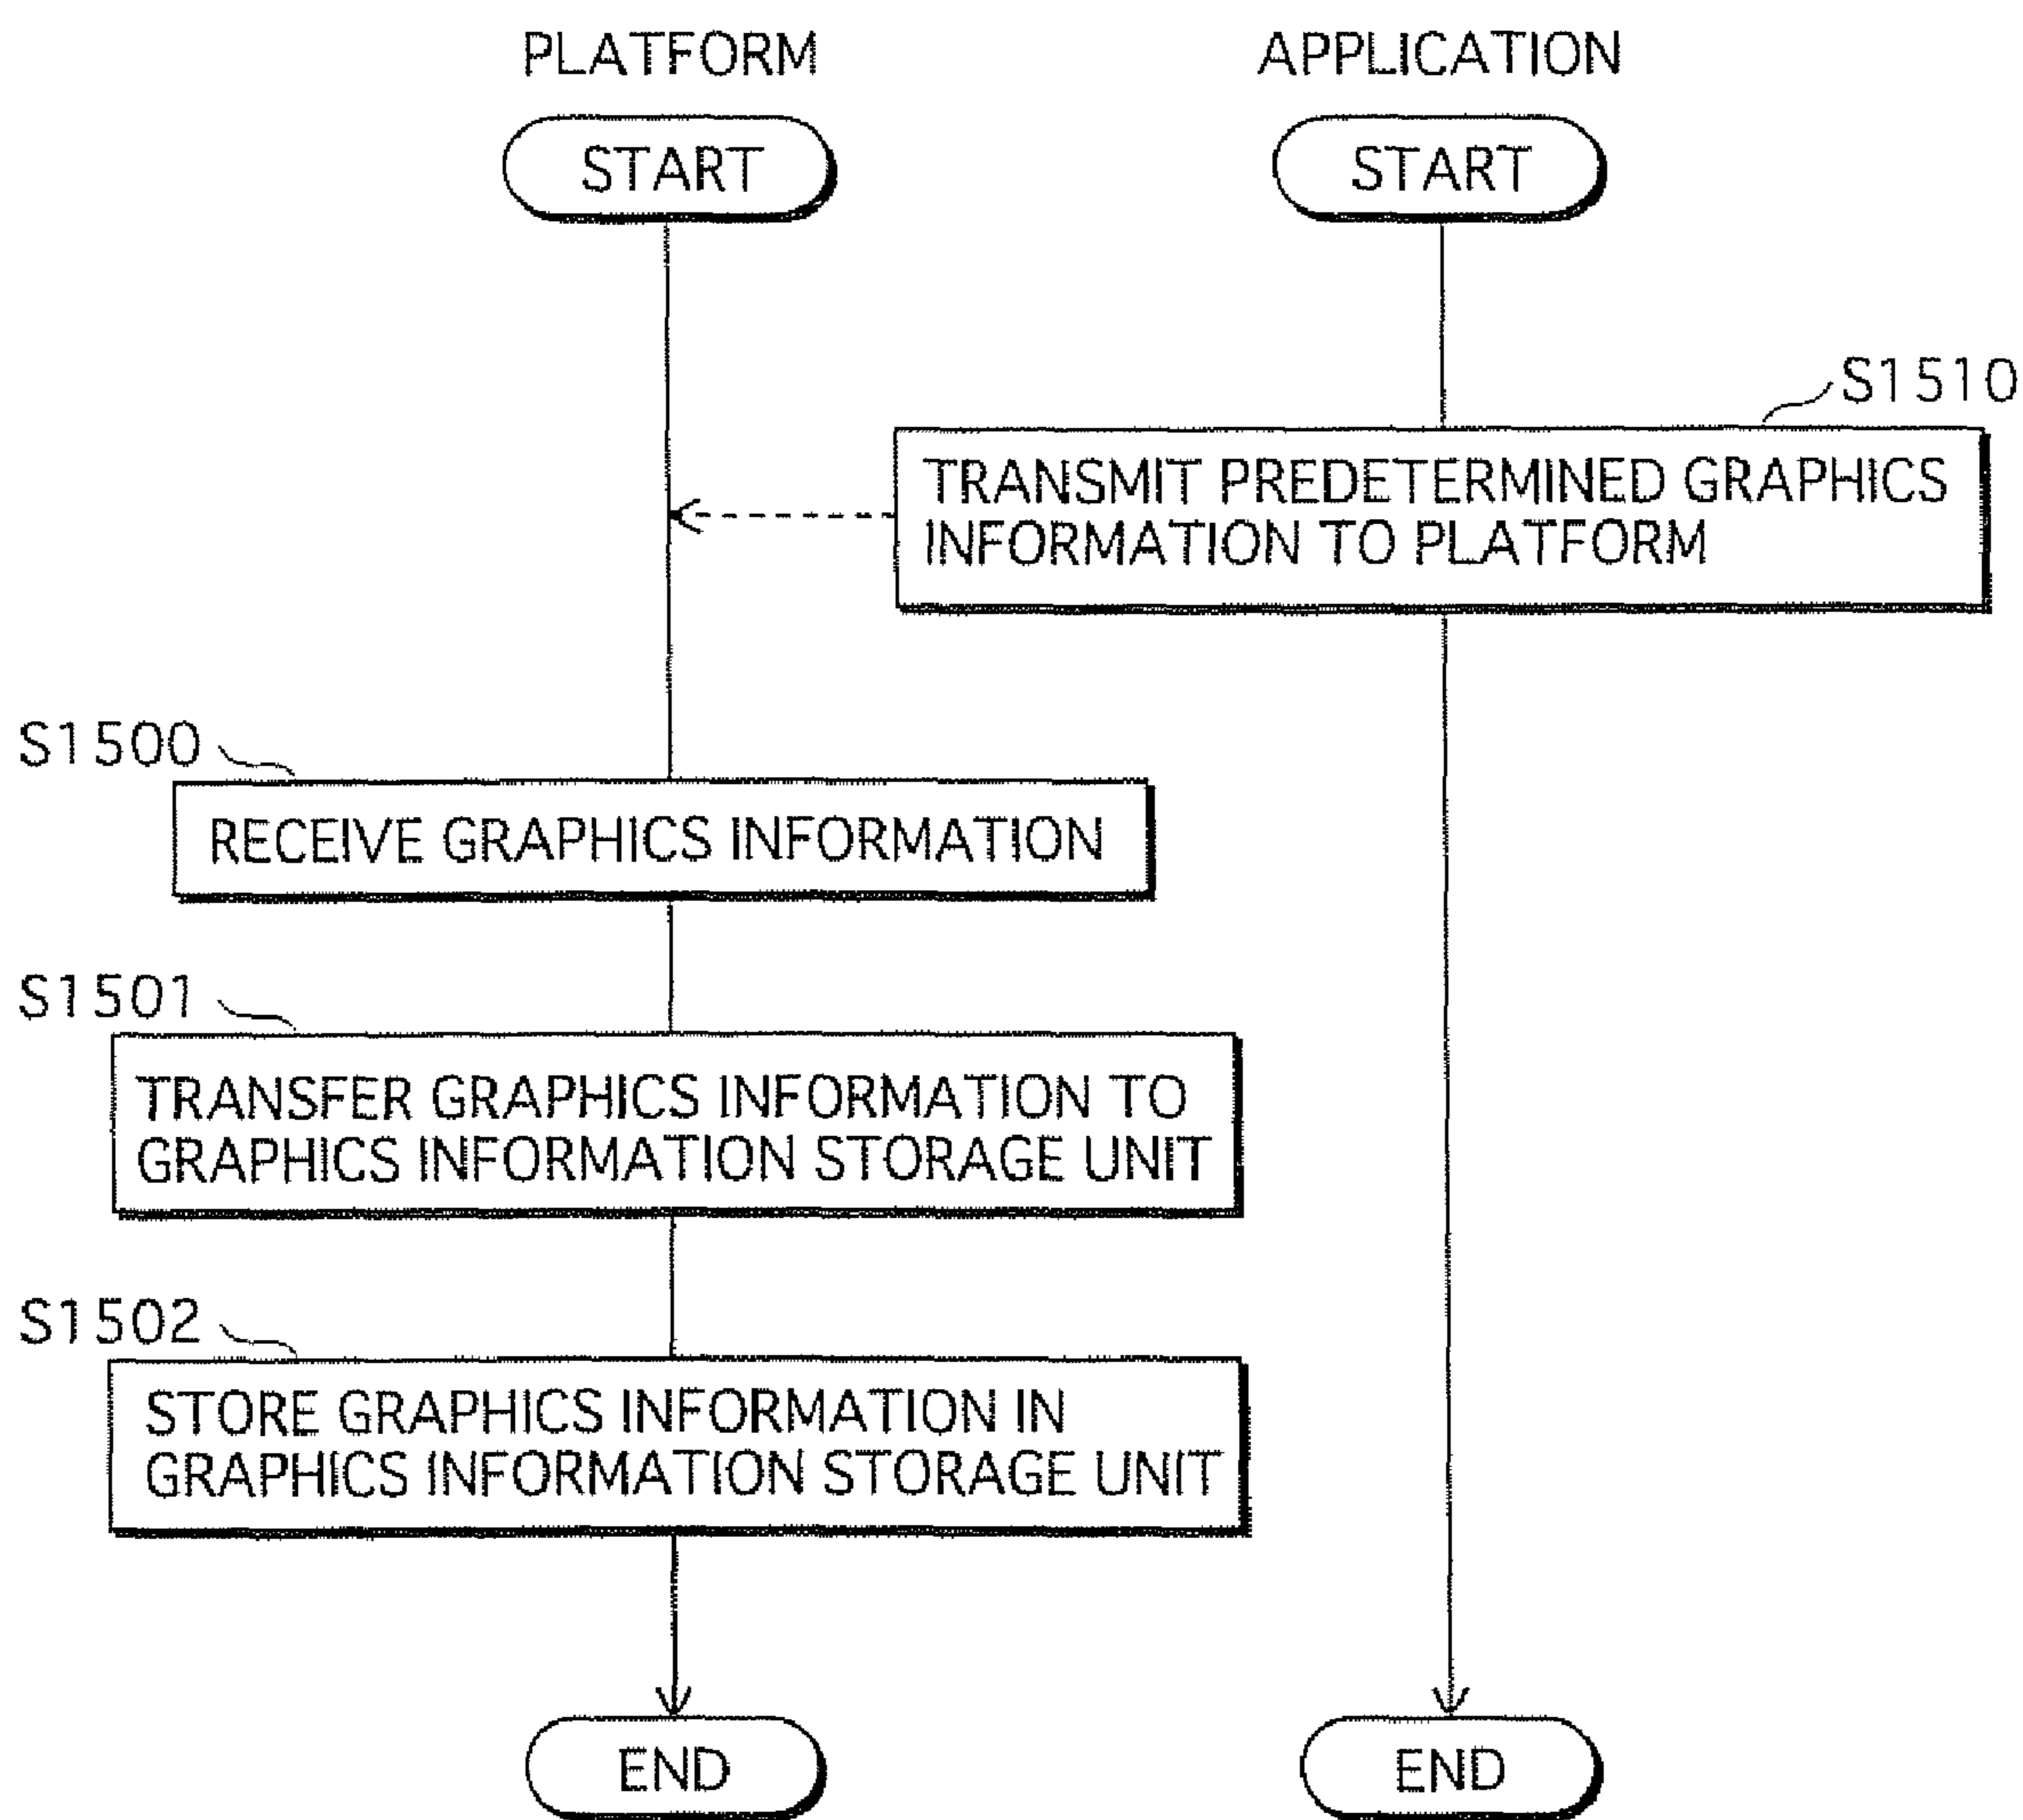 PLATFORM
APPLICATION
START
START
S1510
TRANSMIT PREDETERMINED GRAPHICS
INFORMATION TO PLATFORM
S1500
RECEIVE GRAPHICS INFORMATION
S1501
TRANSFER GRAPHICS INFORMATION TO
GRAPHICS INFORMATION STORAGE UNIT
S1502
STORE GRAPHICS INFORMATION IN
GRAPHICS INFORMATION STORAGE UNIT
END
END